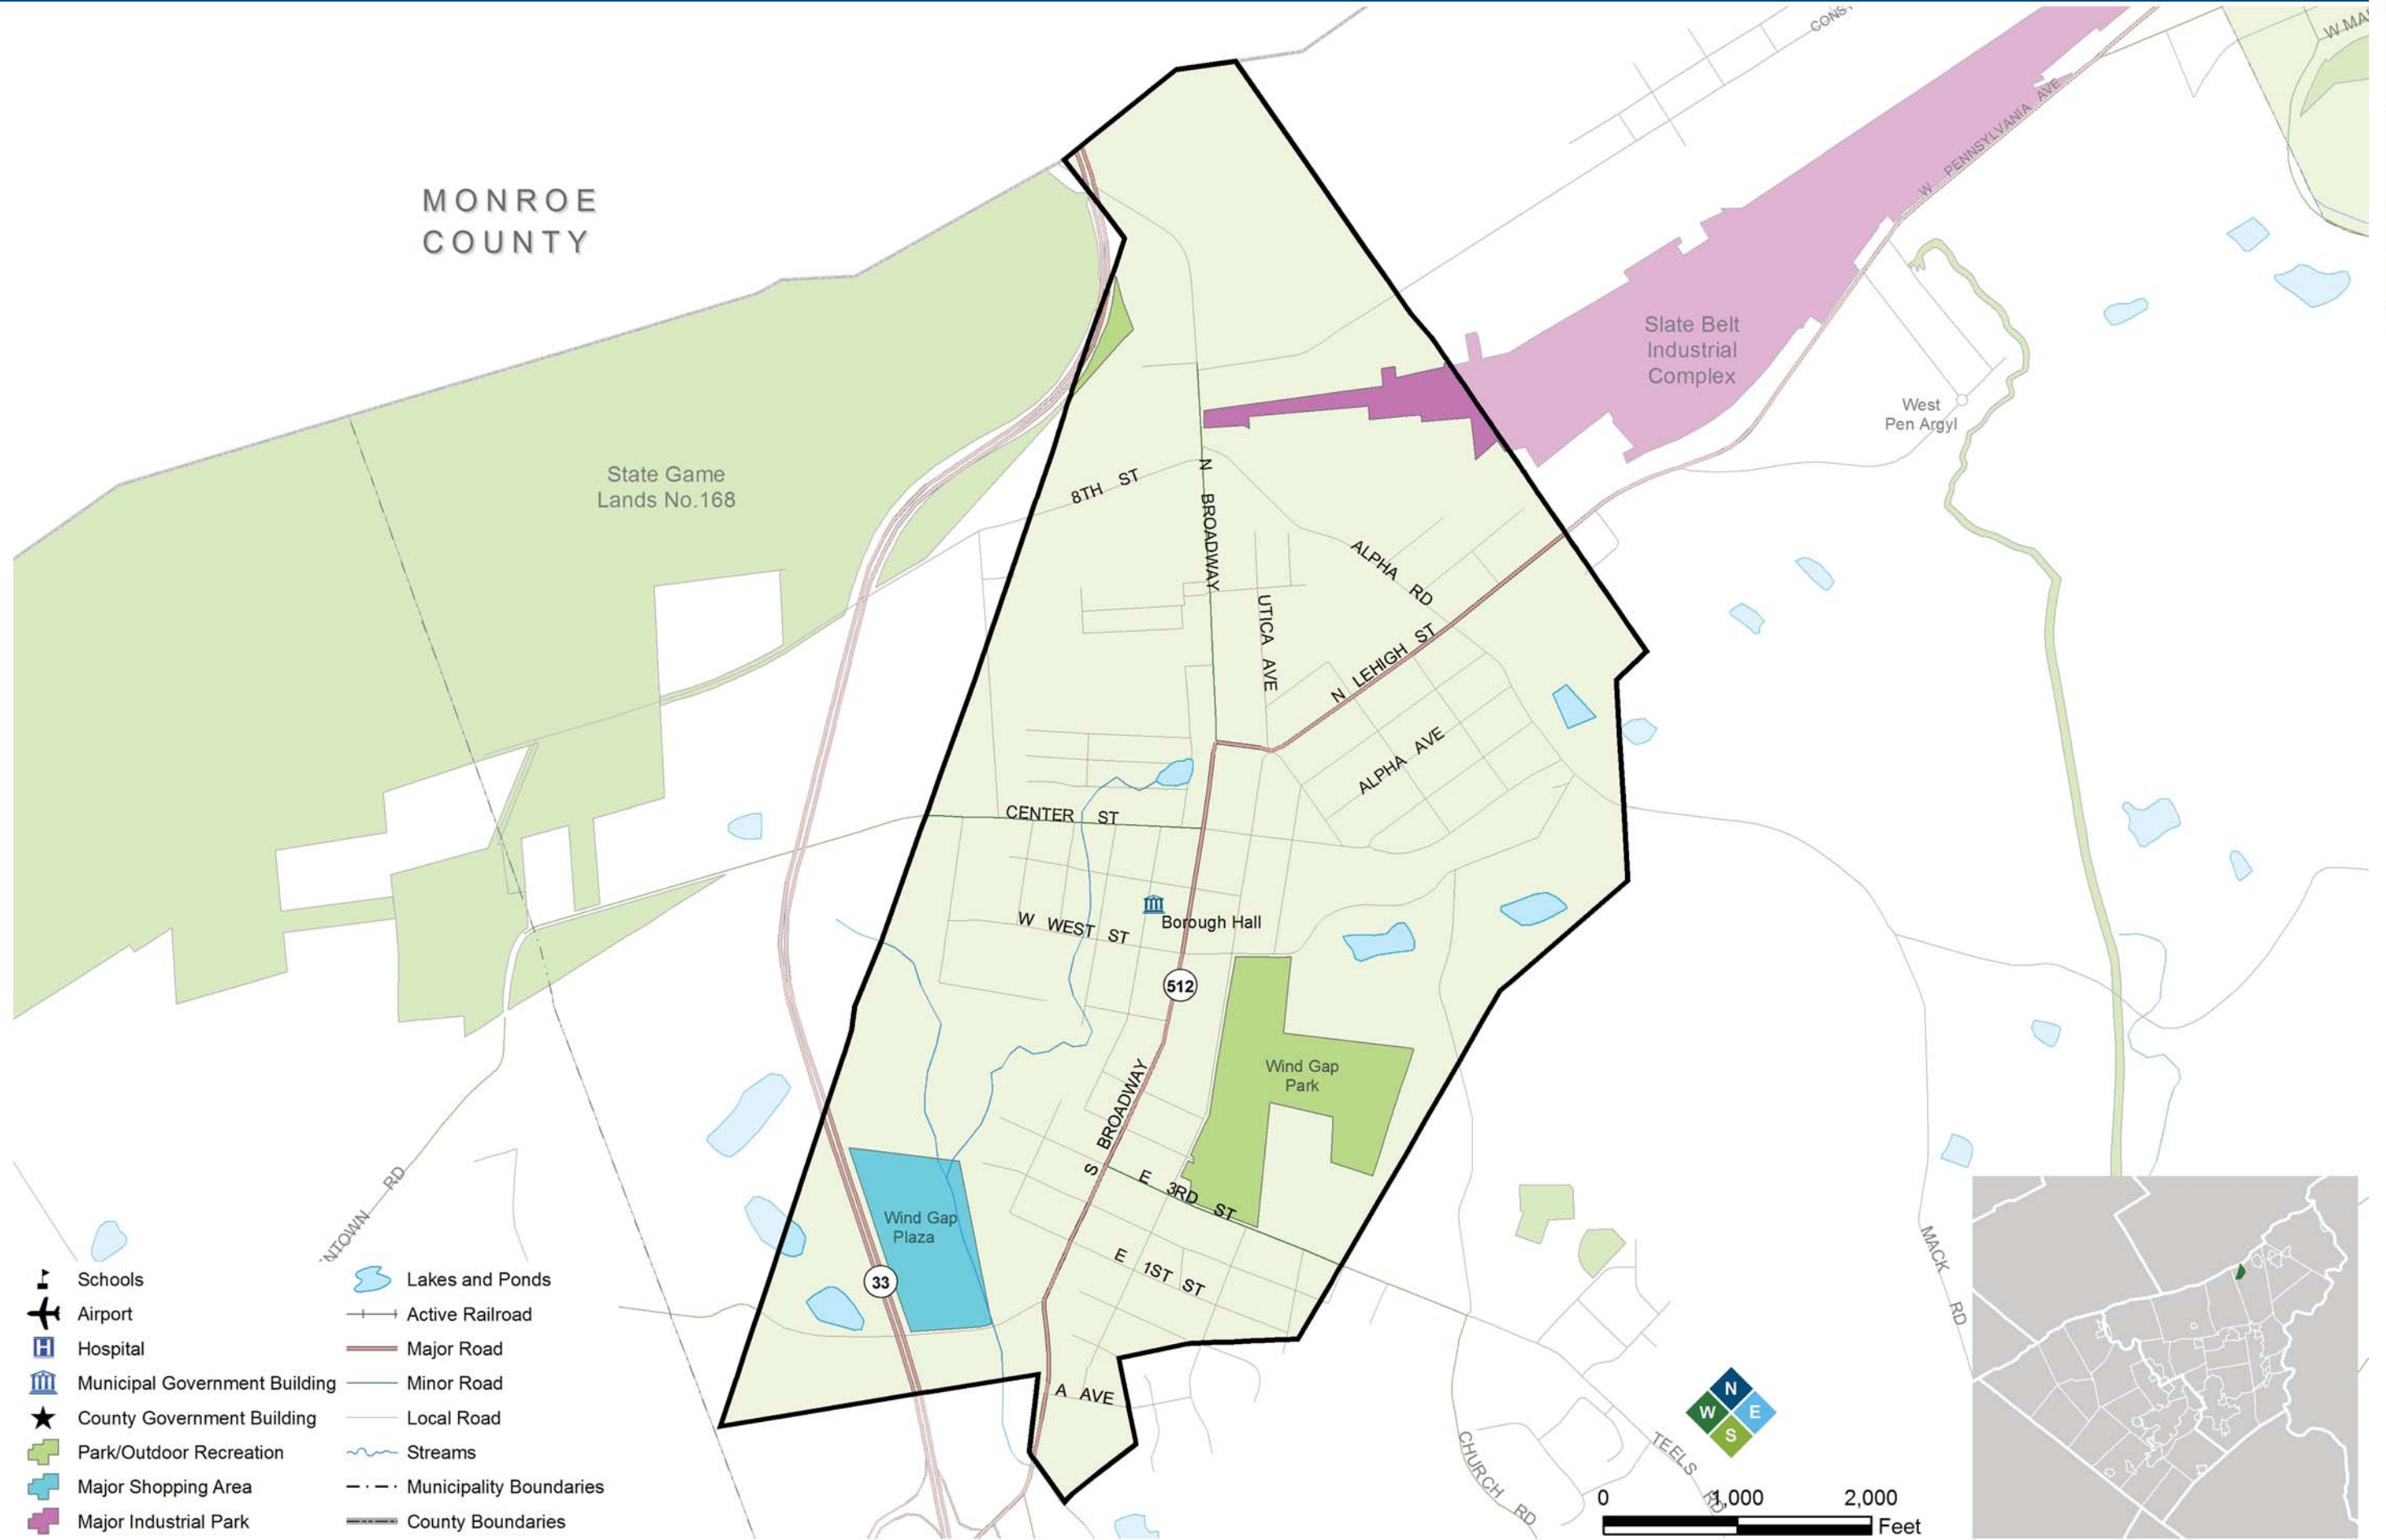 CONS
W MA
W PENNSYLVANIA AVE
MONROE
COUNTY
Slate Belt
Industrial
Complex
West
Pen Argyl
State Game
Lands No.168
8TH ST
N BROADWAY
ALPHA RD
UTICA AVE
N LEHIGH ST
ALPHA AVE
CENTER ST
Borough Hall
W WEST ST
512
Wind Gap
Park
S BROADWAY
E 3RD ST
Wind Gap
Plaza
E 1ST ST
33
A AVE
NTOWN RD
MACK RD
CHURCH RD
TEELS RD
Schools
Airport
H Hospital
Municipal Government Building
County Government Building
Park/Outdoor Recreation
Major Shopping Area
Major Industrial Park
Lakes and Ponds
Active Railroad
Major Road
Minor Road
Local Road
Streams
Municipality Boundaries
County Boundaries
N
W E
S
0 1,000 2,000
Feet